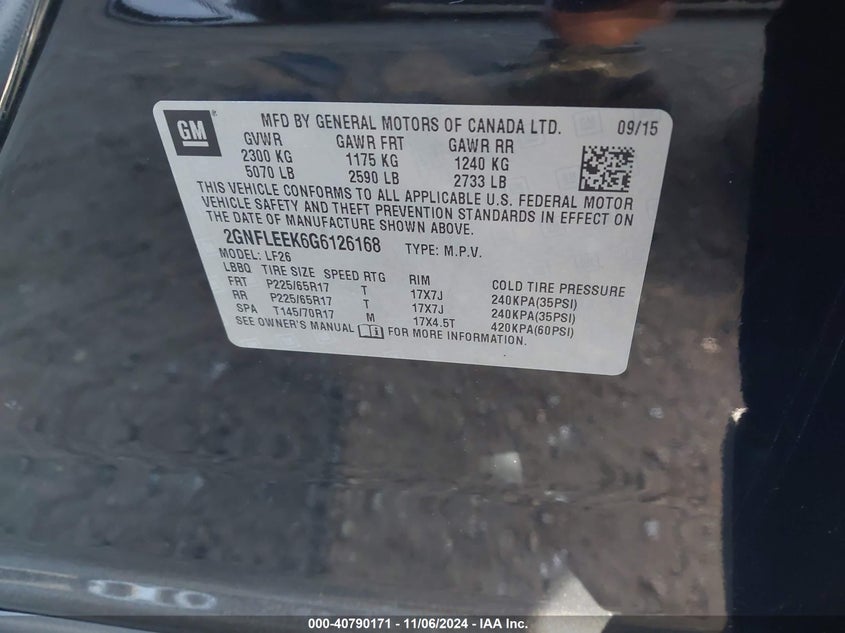 GM
MFD BY GENERAL MOTORS OF CANADA LTD. 09/15
GVWR GAWR FRT GAWR RR
2300 KG 1175 KG 1240 KG
5070 LB 2590 LB 2733 LB
THIS VEHICLE CONFORMS TO ALL APPLICABLE U.S. FEDERAL MOTOR
VEHICLE SAFETY AND THEFT PREVENTION STANDARDS IN EFFECT ON
THE DATE OF MANUFACTURE SHOWN ABOVE.
2GNFLEEK6G6126168 TYPE: M.P.V.
MODEL: LF26
LBBQ TIRE SIZE SPEED RTG RIM COLD TIRE PRESSURE
FRT P225/65R17 T 17X7J 240KPA(35PSI)
RR P225/65R17 T 17X7J 240KPA(35PSI)
SPA T145/70R17 M 17X4.5T 420KPA(60PSI)
SEE OWNER'S MANUAL FOR MORE INFORMATION.
000-40790171 - 11/06/2024 - IAA Inc.